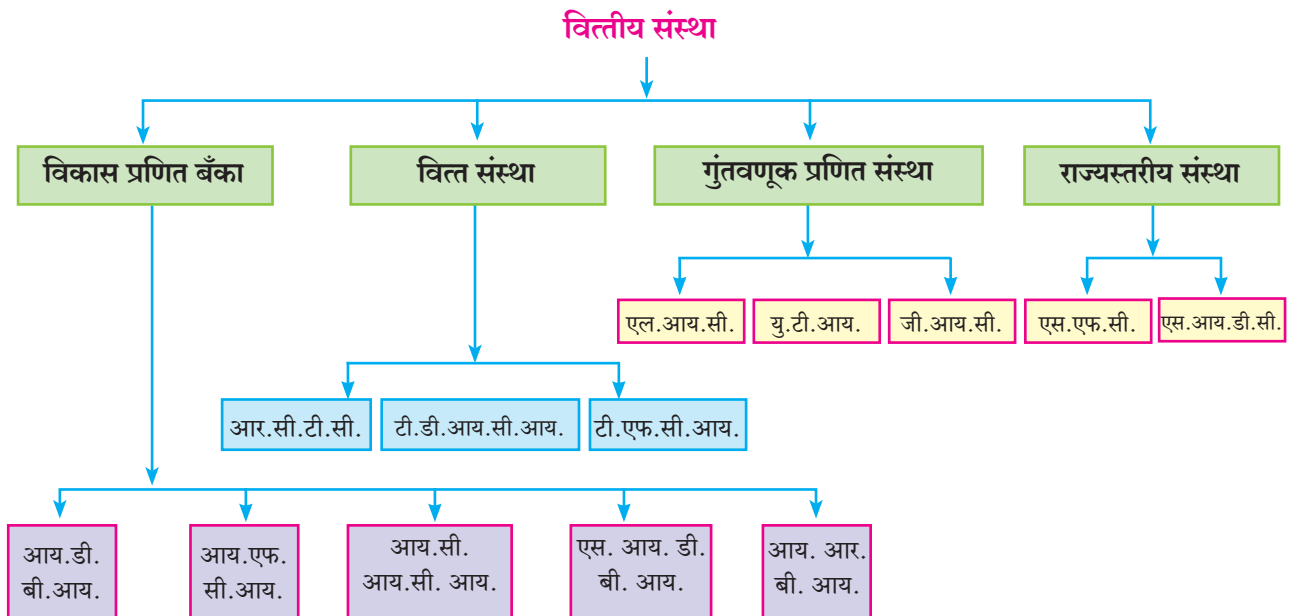 वित्तीय संस्था
विकास प्रणित बँका
वित्त संस्था
गुंतवणूक प्रणित संस्था
राज्यस्तरीय संस्था
एल.आय.सी.
यु.टी.आय.
जी.आय.सी.
एस.एफ.सी.
एस.आय.डी.सी.
आर.सी.टी.सी.
टी.डी.आय.सी.आय.
टी.एफ.सी.आय.
आय.डी.
बी.आय.
आय.एफ.
सी.आय.
आय.सी.
आय.सी. आय.
एस. आय. डी.
बी. आय.
आय. आर.
बी. आय.